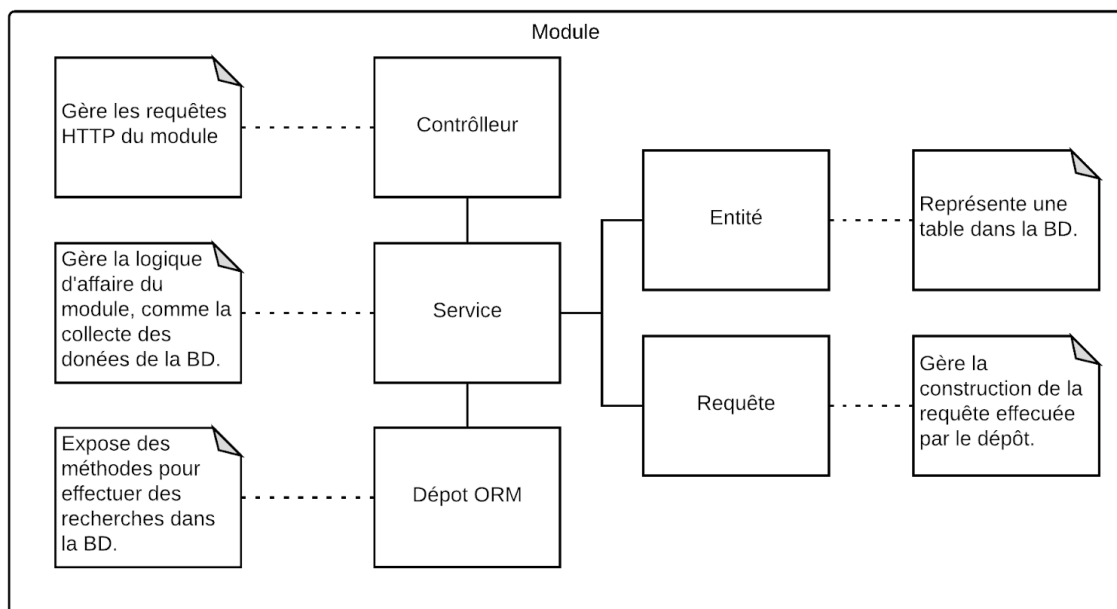 Module
Gère les requêtes
HTTP du module
Contrôlleur
Entité
Représente une
table dans la BD.
Gère la logique
d'affaire du
module, comme la
collecte des
donées de la BD.
Service
Requête
Gère la
construction de la
requête effecuée
par le dépôt.
Expose des
méthodes pour
effectuer des
recherches dans
la BD.
Dépot ORM